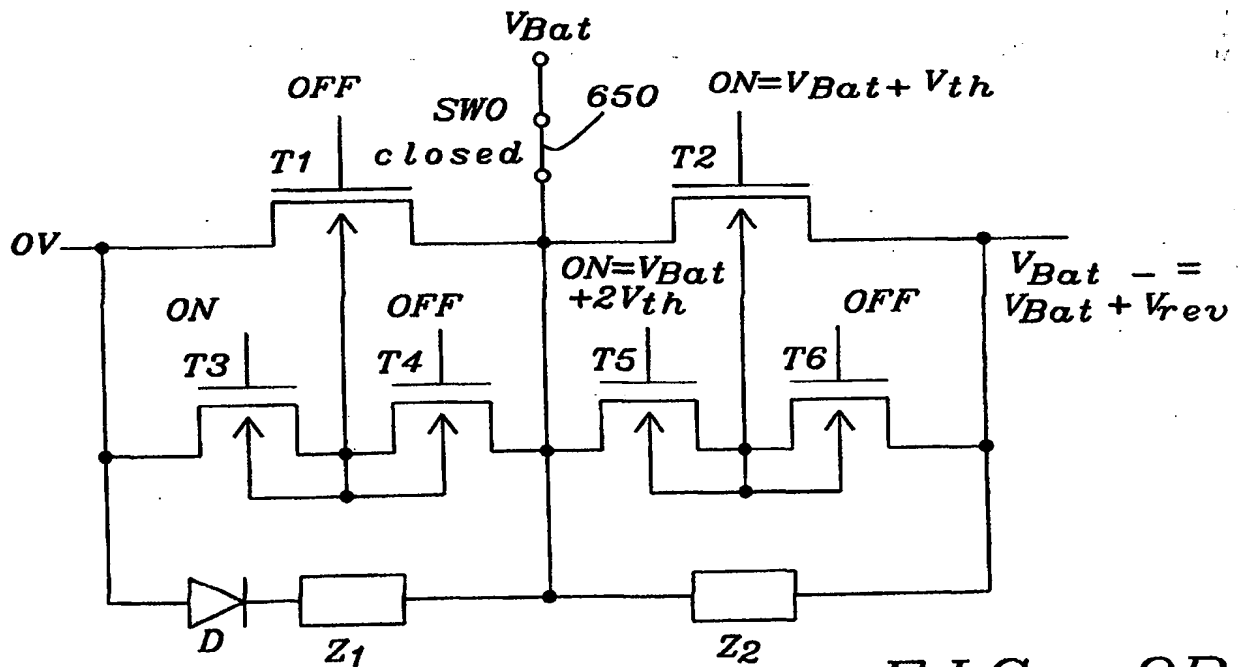 VBat
OFF
SWO
650
ON=VBat+ Vth
T1
closed
T2
OV
ON=VBat
+2Vth
VBat - =
VBat + Vrev
ON
OFF
OFF
T3
T4
T5
T6
D
Z1
Z2